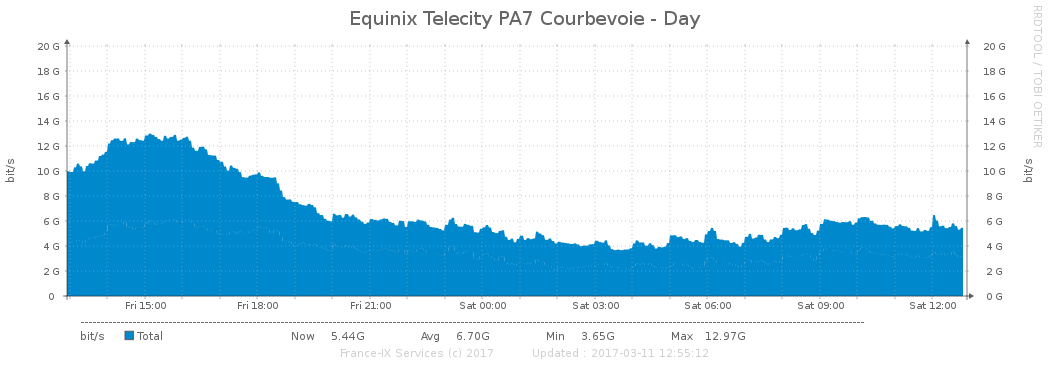 Equinix Telecity PA7 Courbevoie - Day
RRDTOOL / TOBI OETIKER
bit/s
20 G 20 G
18 G 18 G
16 G 16 G
14 G 14 G
12 G 12 G
10 G 10 G
8 G 8 G
6 G 6 G
4 G 4 G
2 G 2 G
0 0 G
bit/s
Fri 15:00 Fri 18:00 Fri 21:00 Sat 00:00 Sat 03:00 Sat 06:00 Sat 09:00 Sat 12:00
bit/s Total Now 5.44G Avg 6.70G Min 3.65G Max 12.97G
France-IX Services (c) 2017 Updated : 2017-03-11 12:55:12